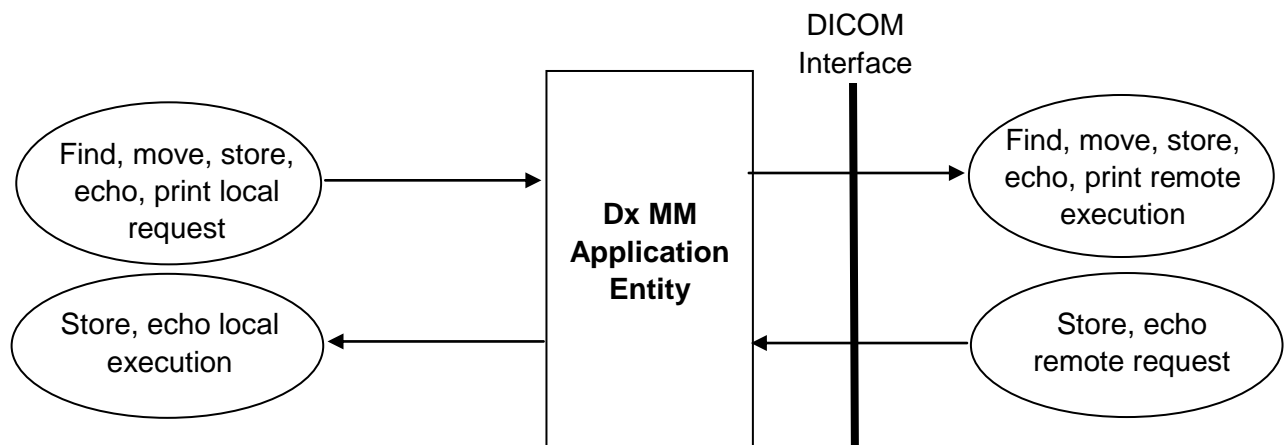 DICOM
Interface
Find, move, store,
echo, print local
request
Dx MM
Application
Entity
Find, move, store,
echo, print remote
execution
Store, echo local
execution
Store, echo
remote request